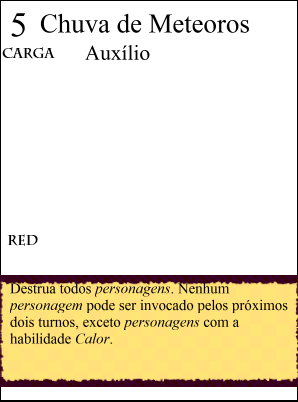 5 Chuva de Meteoros
CARGA Auxílio
RED
Destrua todos personagens. Nenhum
personagem pode ser invocado pelos próximos
dois turnos, exceto personagens com a
habilidade Calor.